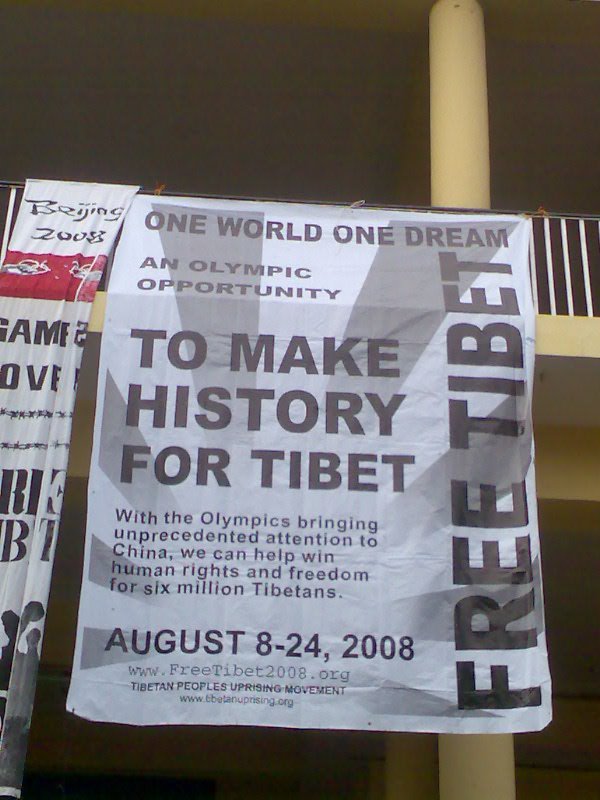 Beijing
2008
GAME
OVE
ONE WORLD ONE DREAM
AN OLYMPIC
OPPORTUNITY
TO MAKE
HISTORY
FOR TIBET
With the Olympics bringing
unprecedented attention to
China, we can help win
human rights and freedom
for six million Tibetans.
AUGUST 8-24, 2008
www.FreeTibet2008.org
TIBETAN PEOPLES UPRISING MOVEMENT
www.tibetanuprising.org
FREE TIBET